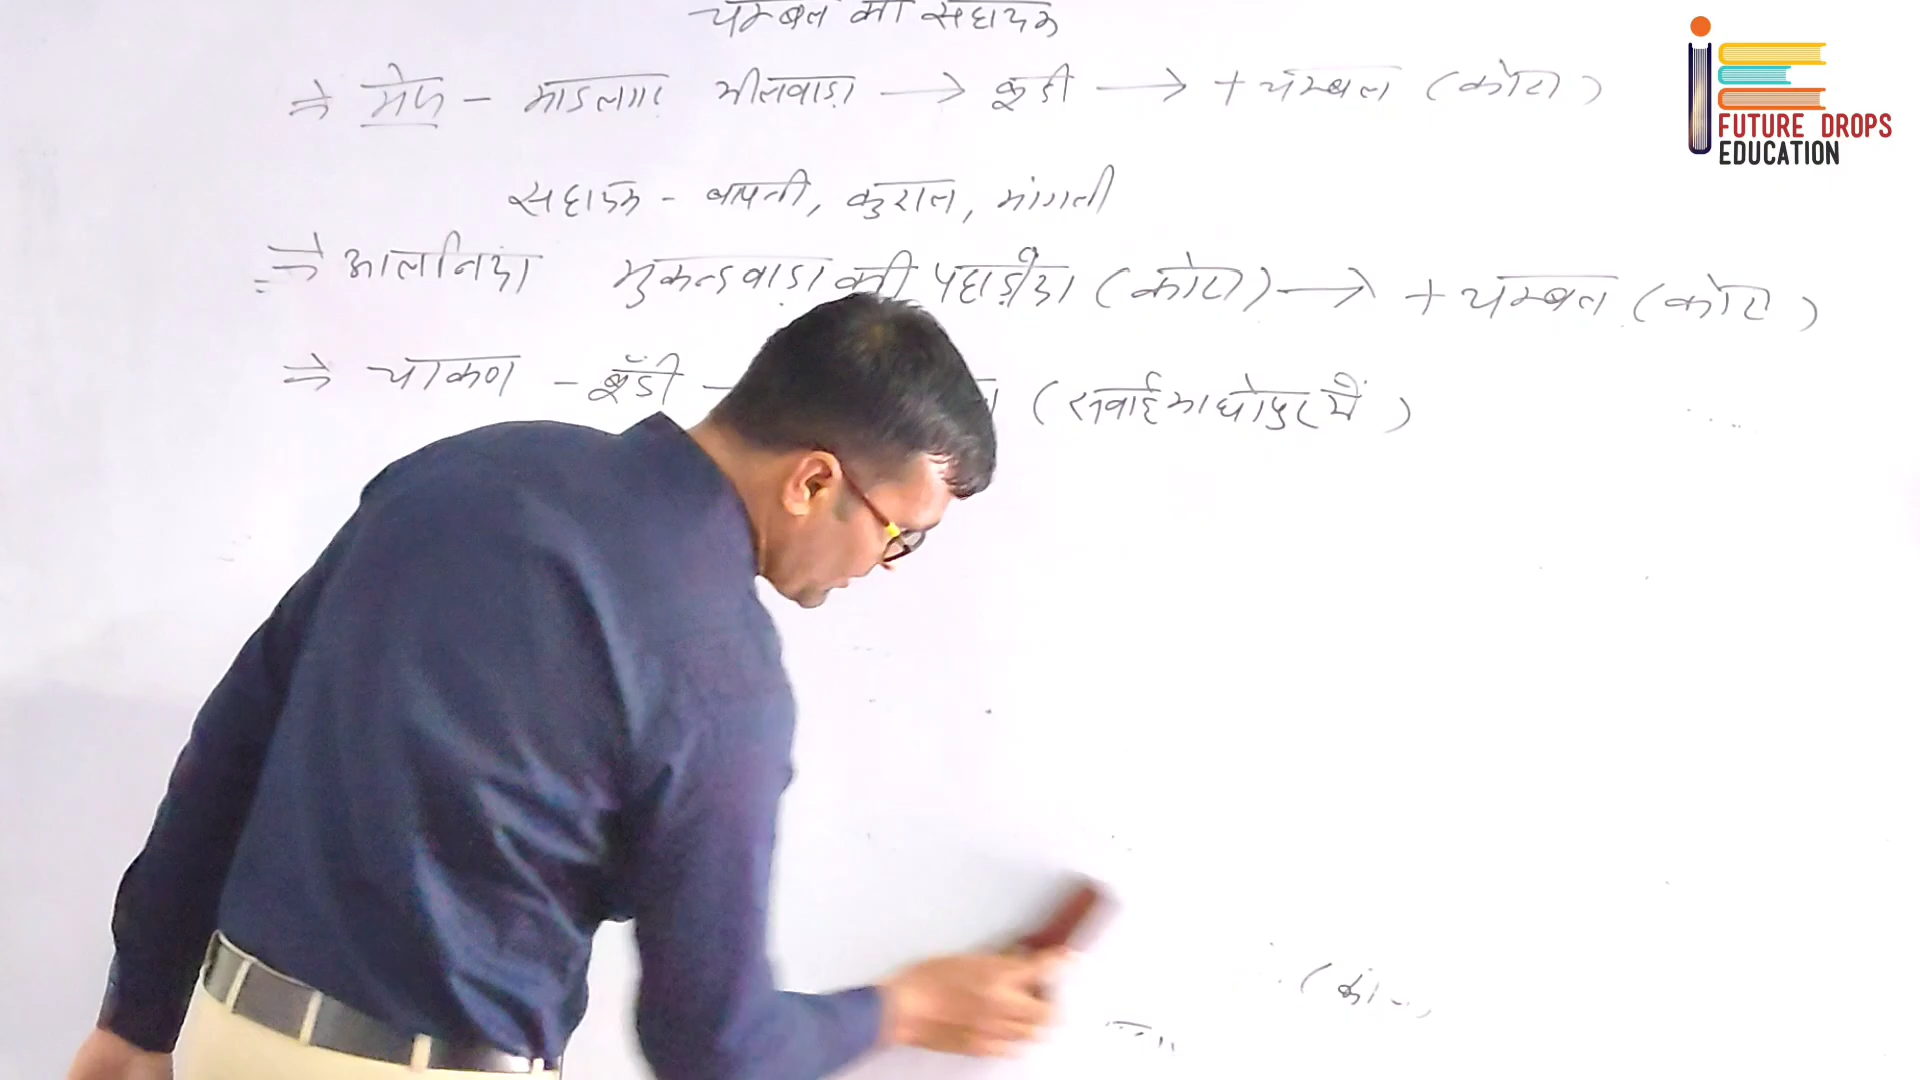 चम्बल की सहायक
⇒ मेज - माडलगढ भीलवाडा → बूंदी → + चम्बल (कोटा)
सहायक - बाजनी, कुराल, मांगली
⇒ आलनिया मुकन्दवाड़ा की पहाड़ीया (कोटा) → + चम्बल (कोटा)
⇒ चाकण - बूँदी - (सवाईमाधोपुर में)
FUTURE DROPS
EDUCATION